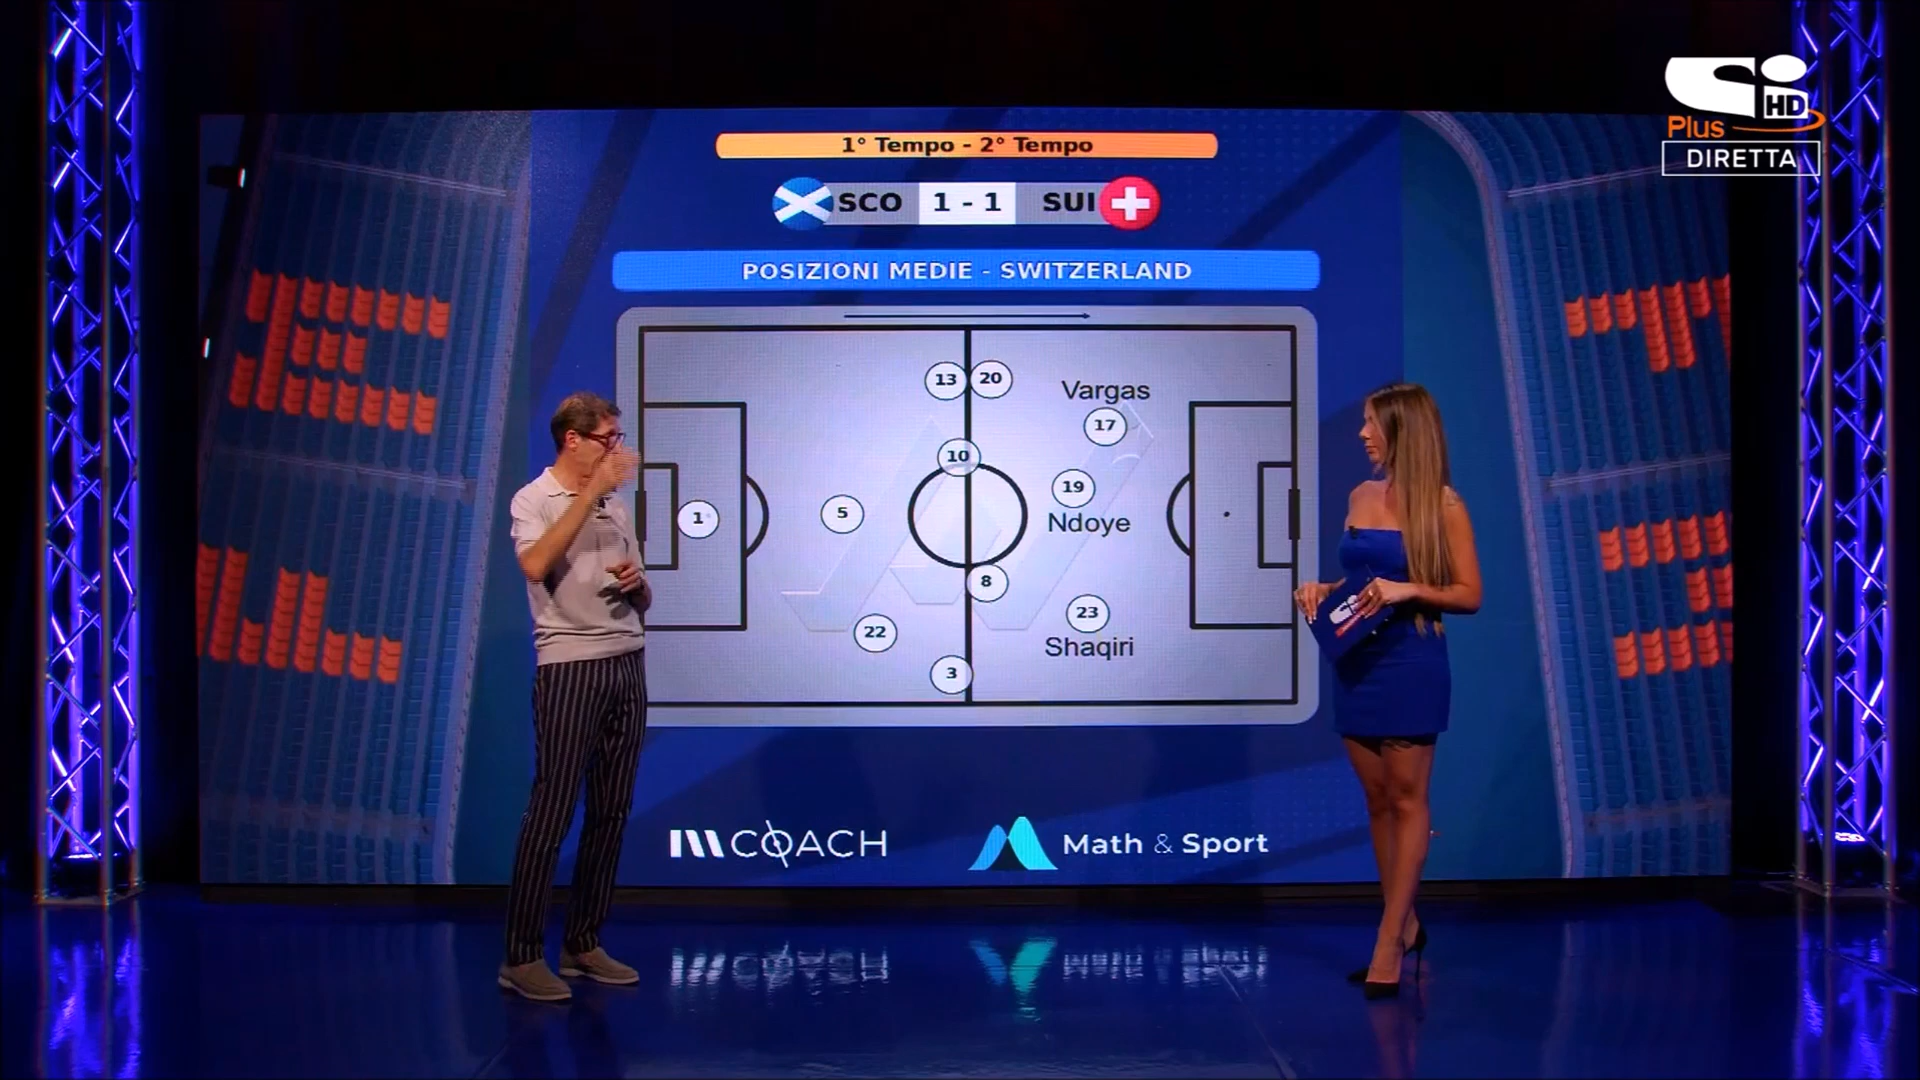 Si
HD
Plus
DIRETTA
1° Tempo - 2° Tempo
SCO 1 - 1 SUI
POSIZIONI MEDIE - SWITZERLAND
13 20
Vargas
17
10
19
1 5
Ndoye
8
23
22
Shaqiri
3
COACH
Math & Sport